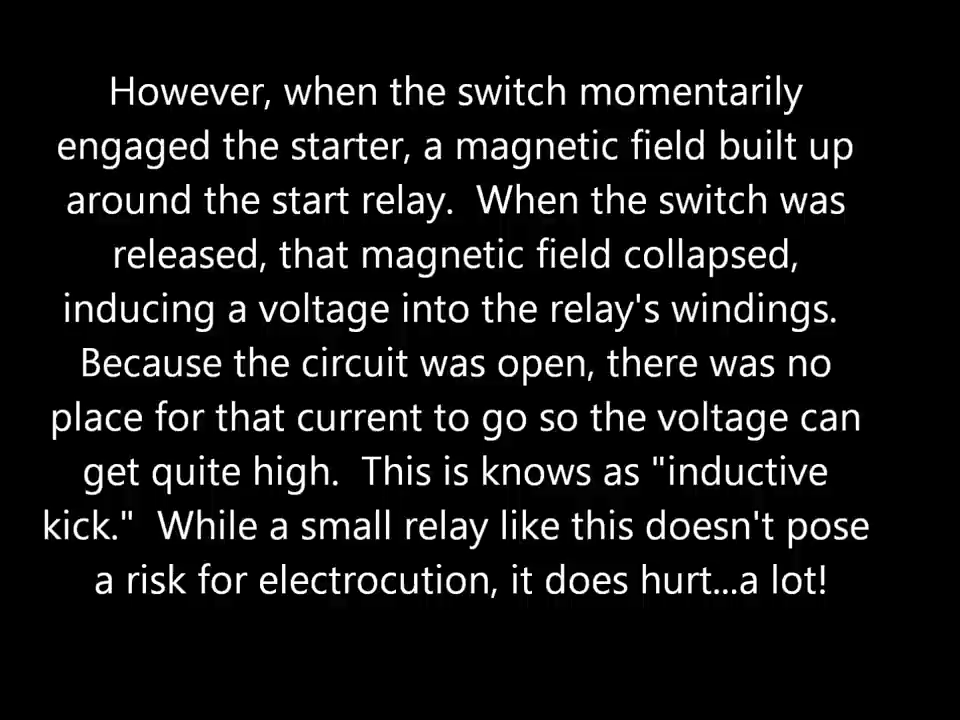 However, when the switch momentarily
engaged the starter, a magnetic field built up
around the start relay.  When the switch was
released, that magnetic field collapsed,
inducing a voltage into the relay's windings.
Because the circuit was open, there was no
place for that current to go so the voltage can
get quite high.  This is knows as "inductive
kick."  While a small relay like this doesn't pose
a risk for electrocution, it does hurt...a lot!